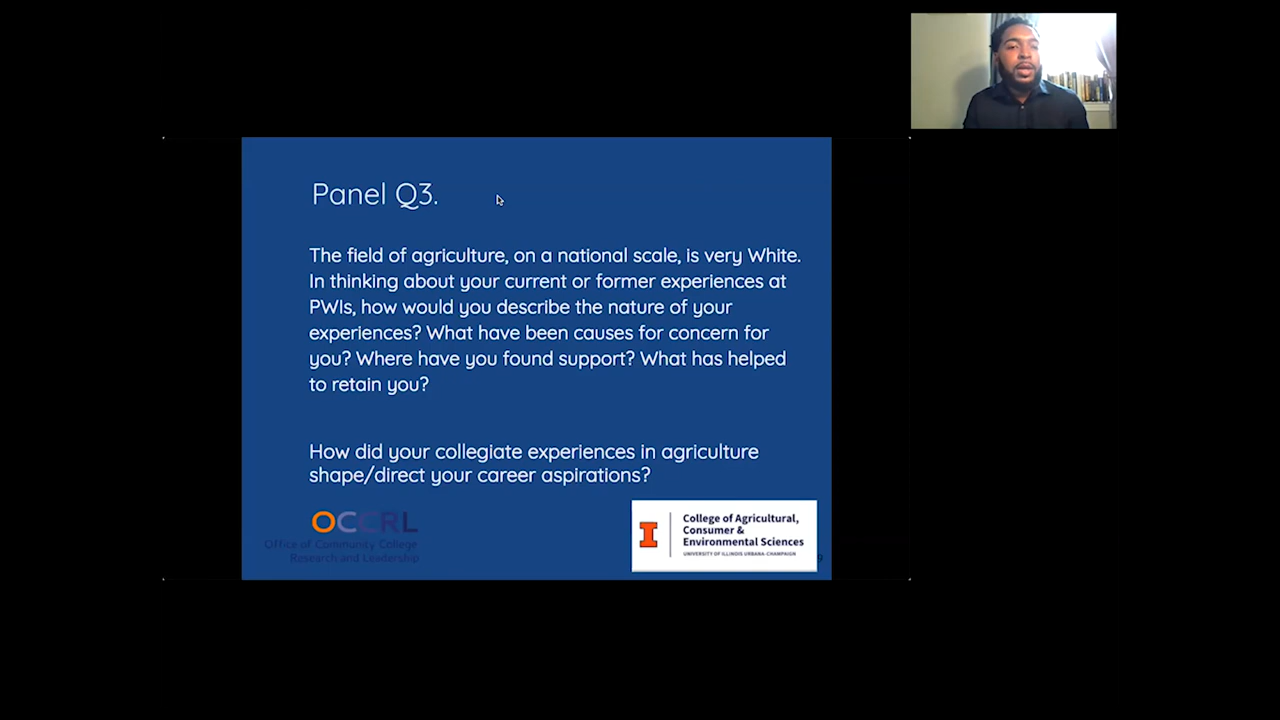 Panel Q3.
The field of agriculture, on a national scale, is very White.
In thinking about your current or former experiences at
PWIs, how would you describe the nature of your
experiences? What have been causes for concern for
you? Where have you found support? What has helped
to retain you?
How did your collegiate experiences in agriculture
shape/direct your career aspirations?
OCCRL
Office of Community College
Research and Leadership
I
College of Agricultural,
Consumer &
Environmental Sciences
UNIVERSITY OF ILLINOIS URBANA-CHAMPAIGN